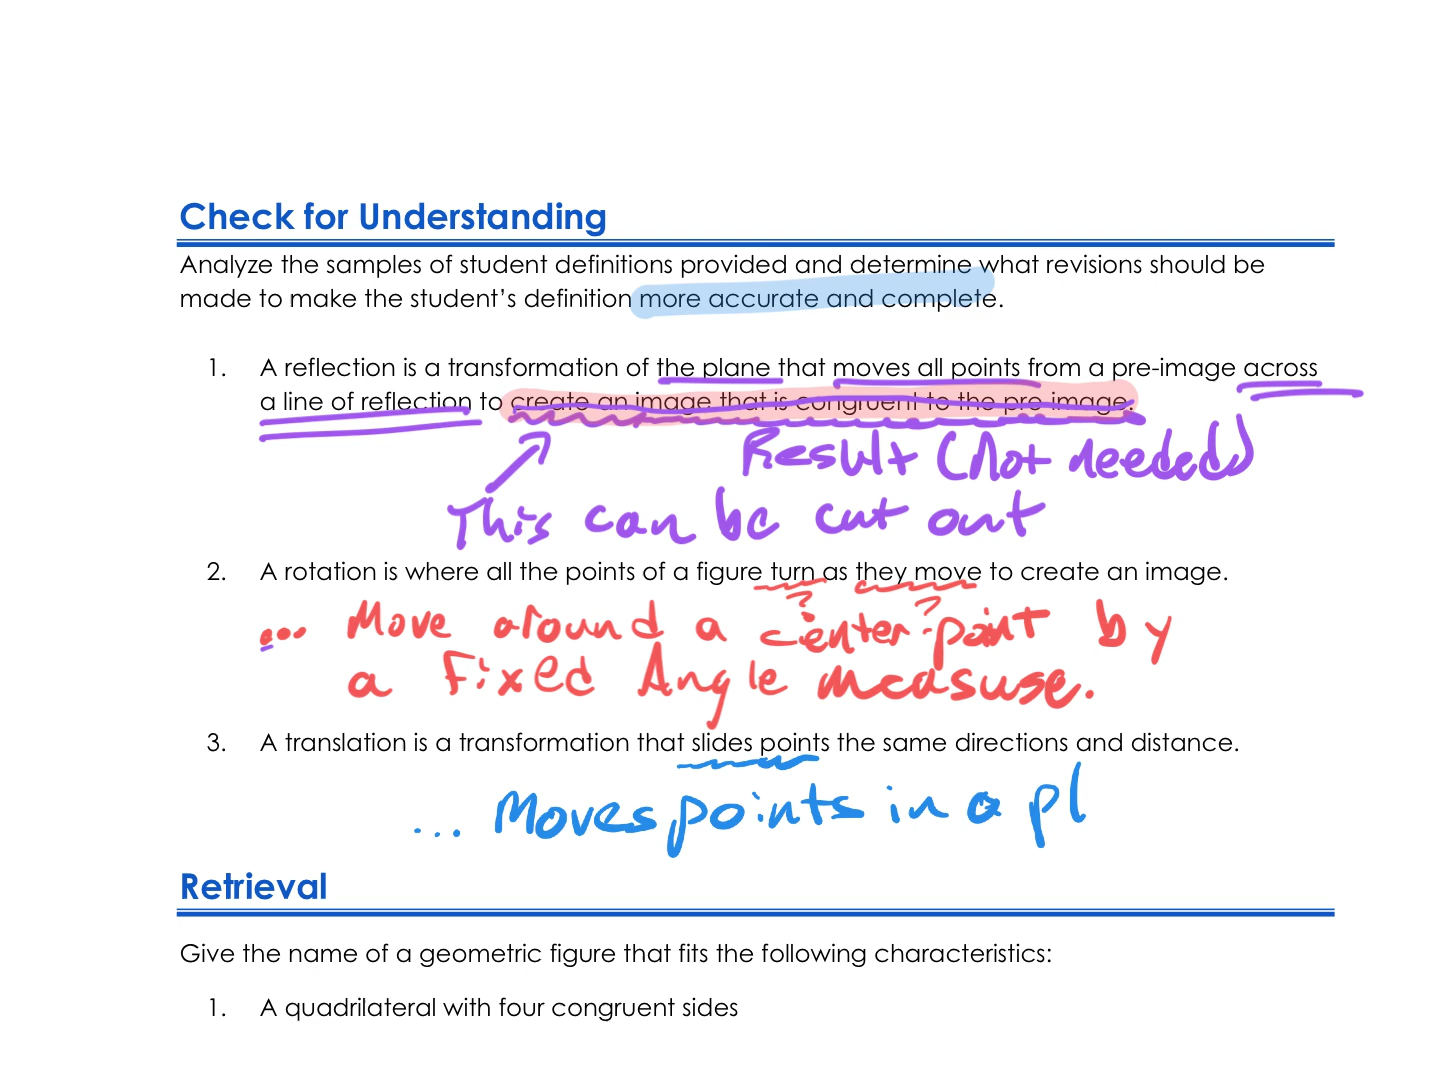 Check for Understanding
Analyze the samples of student definitions provided and determine what revisions should be
made to make the student’s definition more accurate and complete.
1. A reflection is a transformation of the plane that moves all points from a pre-image across
a line of reflection to create an image that is congruent to the pre-image.
Result (Not needed)
This can be cut out
2. A rotation is where all the points of a figure turn as they move to create an image.
? ?
... Move around a center point by
a Fixed Angle measuse.
3. A translation is a transformation that slides points the same directions and distance.
... Moves points in a pl
Retrieval
Give the name of a geometric figure that fits the following characteristics:
1. A quadrilateral with four congruent sides